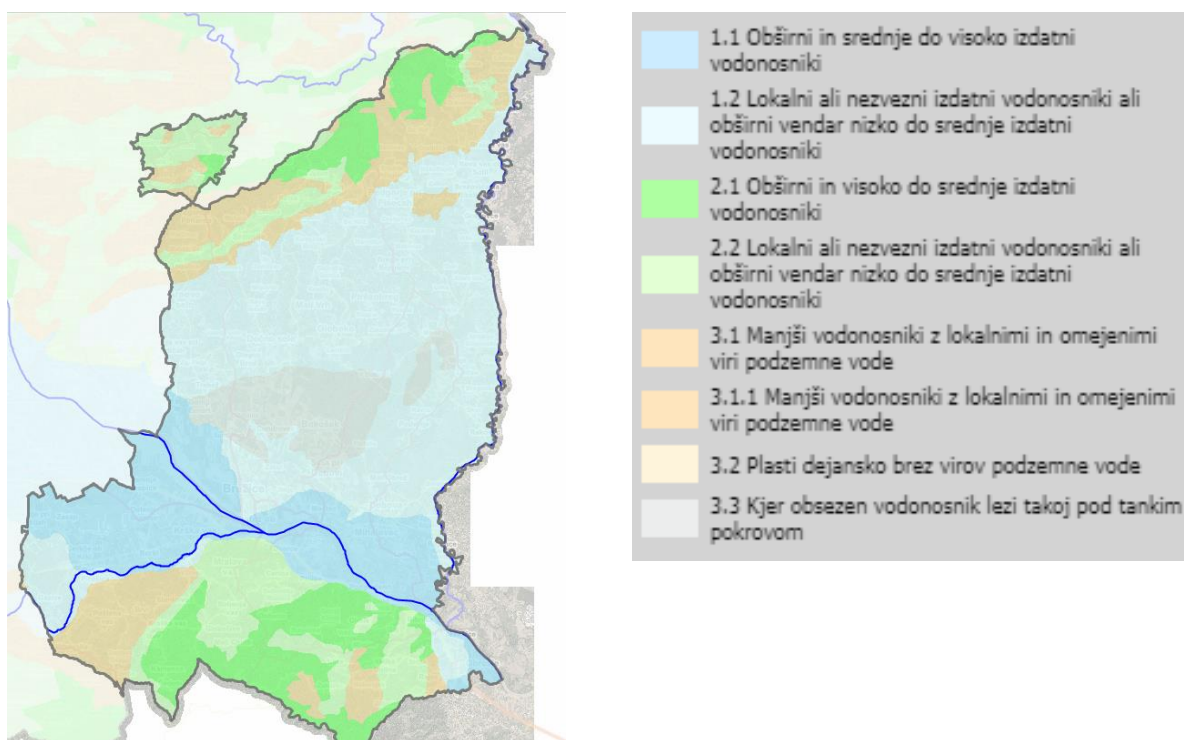 1.1 Obširni in srednje do visoko izdatni
vodonosniki
1.2 Lokalni ali nezvezni izdatni vodonosniki ali
obširni vendar nizko do srednje izdatni
vodonosniki
2.1 Obširni in visoko do srednje izdatni
vodonosniki
2.2 Lokalni ali nezvezni izdatni vodonosniki ali
obširni vendar nizko do srednje izdatni
vodonosniki
3.1 Manjši vodonosniki z lokalnimi in omejenimi
viri podzemne vode
3.1.1 Manjši vodonosniki z lokalnimi in omejenimi
viri podzemne vode
3.2 Plasti dejansko brez virov podzemne vode
3.3 Kjer obsezen vodonosnik lezi takoj pod tankim
pokrovom